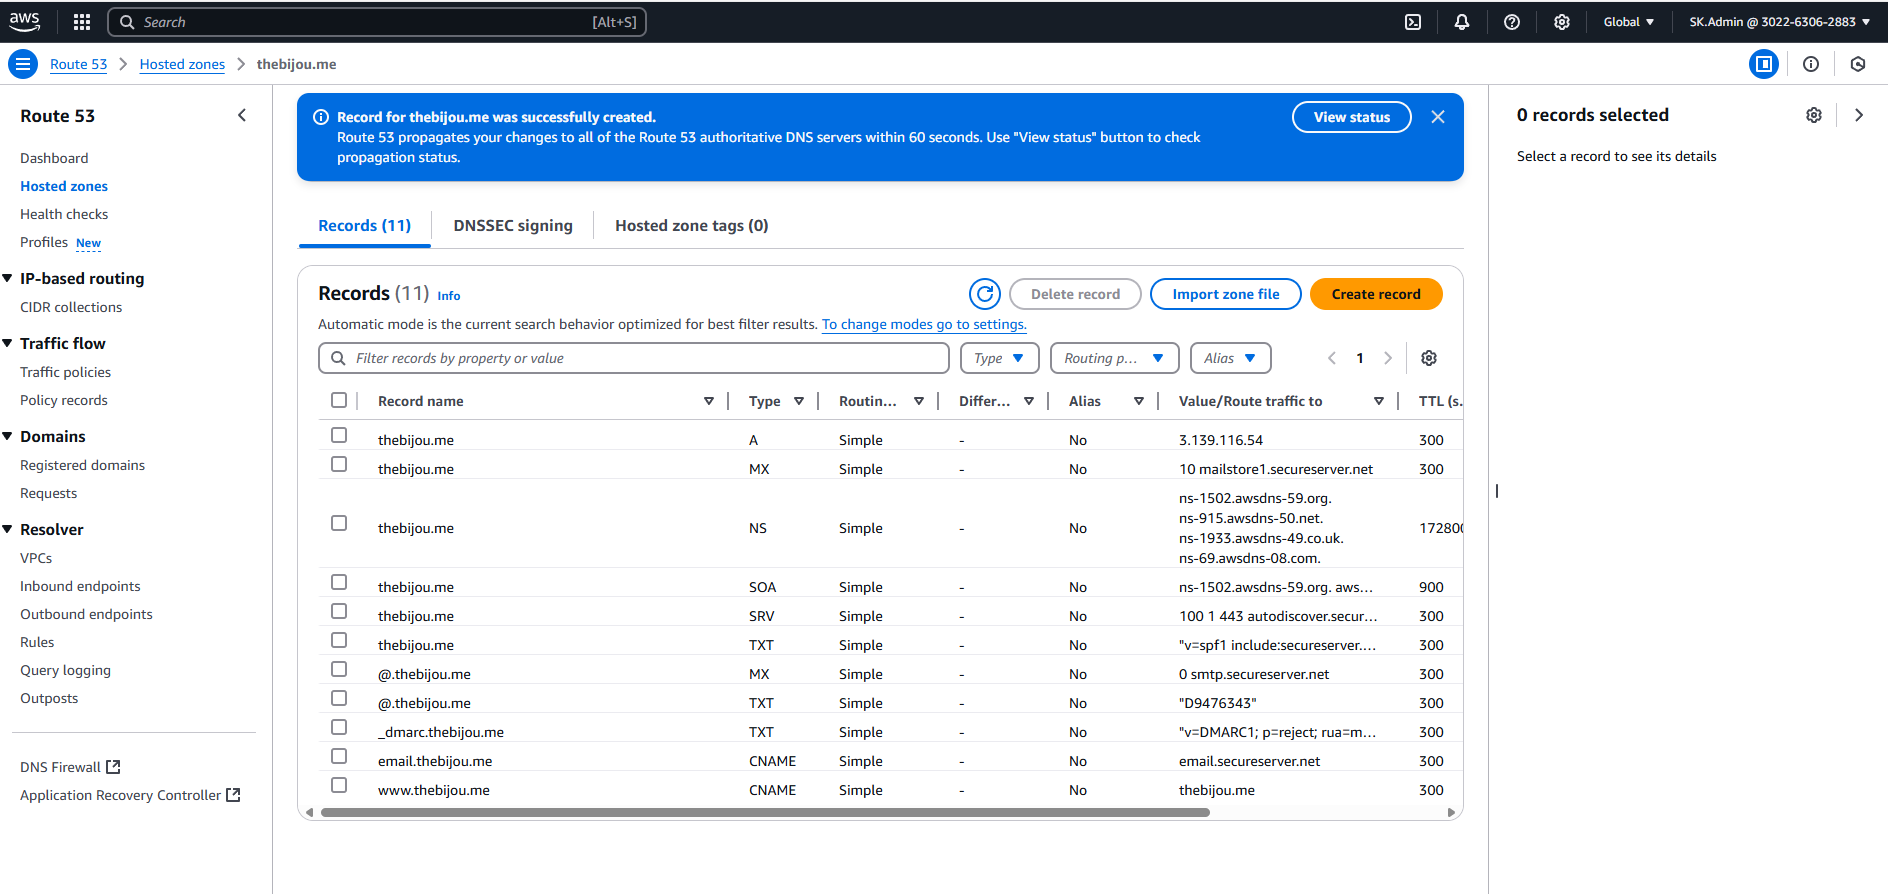 aws
Search [Alt+S]
Global
SK.Admin @ 3022-6306-2883
Route 53
Hosted zones
thebijou.me
Route 53
Dashboard
Hosted zones
Health checks
Profiles New
IP-based routing
CIDR collections
Traffic flow
Traffic policies
Policy records
Domains
Registered domains
Requests
Resolver
VPCs
Inbound endpoints
Outbound endpoints
Rules
Query logging
Outposts
DNS Firewall
Application Recovery Controller
Record for thebijou.me was successfully created.
Route 53 propagates your changes to all of the Route 53 authoritative DNS servers within 60 seconds. Use "View status" button to check
propagation status.
View status
Records (11)
DNSSEC signing
Hosted zone tags (0)
Records (11) Info
Delete record
Import zone file
Create record
Automatic mode is the current search behavior optimized for best filter results. To change modes go to settings.
Filter records by property or value
Type
Routing p...
Alias
1
Record name Type Routin... Differ... Alias Value/Route traffic to TTL (s.
thebijou.me A Simple - No 3.139.116.54 300
thebijou.me MX Simple - No 10 mailstore1.secureserver.net 300
thebijou.me NS Simple - No ns-1502.awsdns-59.org. 172800
ns-915.awsdns-50.net.
ns-1933.awsdns-49.co.uk.
ns-69.awsdns-08.com.
thebijou.me SOA Simple - No ns-1502.awsdns-59.org. aws... 900
thebijou.me SRV Simple - No 100 1 443 autodiscover.secur... 300
thebijou.me TXT Simple - No "v=spf1 include:secureserver.... 300
@.thebijou.me MX Simple - No 0 smtp.secureserver.net 300
@.thebijou.me TXT Simple - No "D9476343" 300
_dmarc.thebijou.me TXT Simple - No "v=DMARC1; p=reject; rua=m... 300
email.thebijou.me CNAME Simple - No email.secureserver.net 300
www.thebijou.me CNAME Simple - No thebijou.me 300
0 records selected
Select a record to see its details